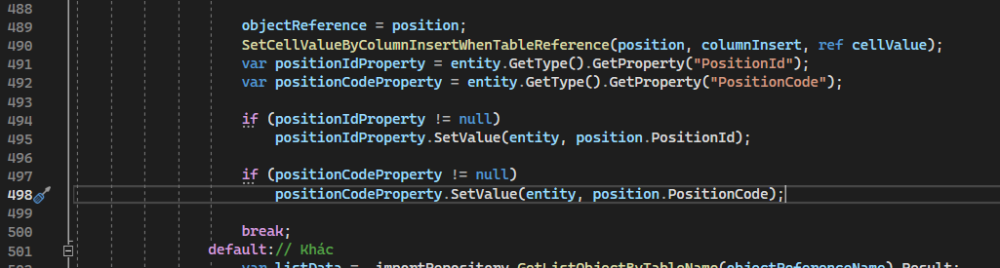 488
489 objectReference = position;
490 SetCellValueByColumnInsertWhenTableReference(position, columnInsert, ref cellValue);
491 var positionIdProperty = entity.GetType().GetProperty("PositionId");
492 var positionCodeProperty = entity.GetType().GetProperty("PositionCode");
493
494 if (positionIdProperty != null)
495 positionIdProperty.SetValue(entity, position.PositionId);
496
497 if (positionCodeProperty != null)
498 positionCodeProperty.SetValue(entity, position.PositionCode);
499
500 break;
501 default:// Khác
var listData = importRepository.GetListObjectByTableName(objectReferenceName).Result;